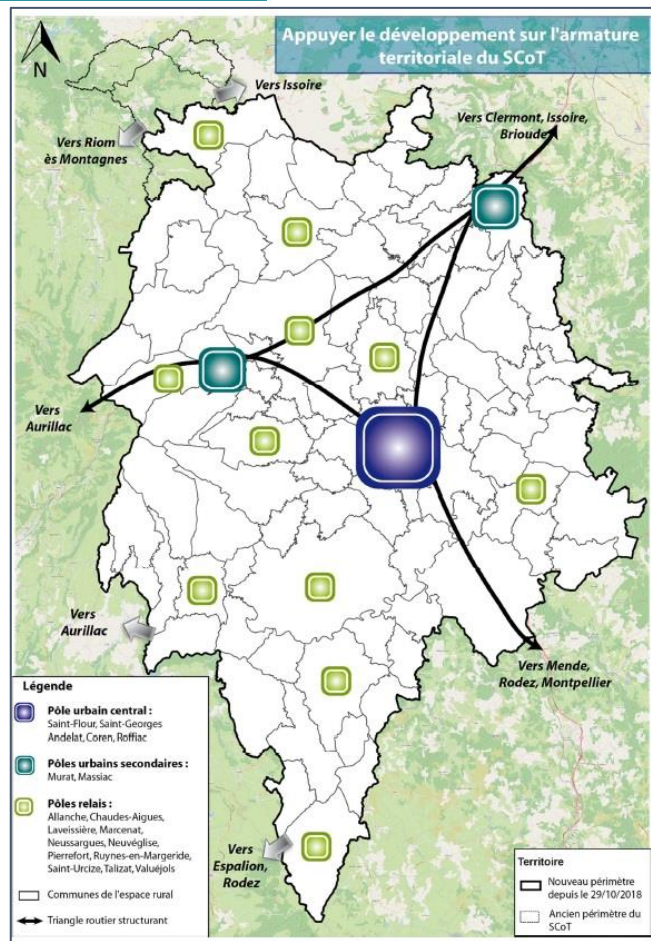 Appuyer le développement sur l'armature
territoriale du SCoT
N
Vers Issoire
Vers Clermont, Issoire,
Brioude
Vers Riom
ès Montagnes
Vers
Aurillac
Vers
Aurillac
Vers Mende,
Rodez, Montpellier
Vers
Espalion,
Rodez
Légende
Pôle urbain central :
Saint-Flour, Saint-Georges
Andelat, Coren, Roffiac
Pôles urbains secondaires :
Murat, Massiac
Pôles relais :
Allanche, Chaudes-Aigues,
Laveissière, Marcenat,
Neussargues, Neuvéglise,
Pierrefort, Ruynes-en-Margeride,
Saint-Urcize, Talizat, Valuéjols
Communes de l'espace rural
Triangle routier structurant
Territoire
Nouveau périmètre
depuis le 29/10/2018
Ancien périmètre du
SCoT